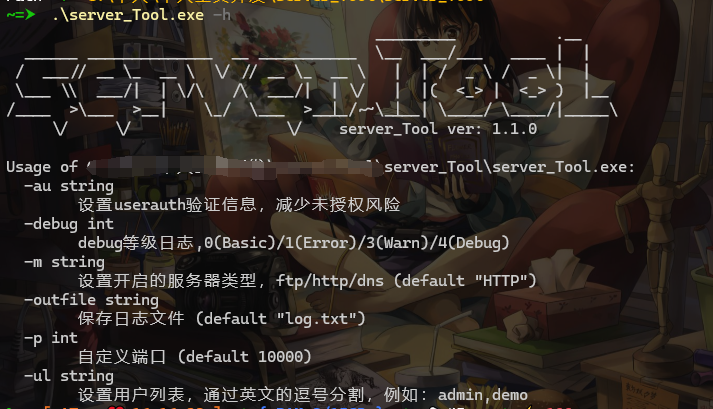 .\server_Tool.exe -h
server_Tool ver: 1.1.0
Usage of \server_Tool\server_Tool.exe:
-au string
设置userauth验证信息，减少未授权风险
-debug int
debug等级日志,0(Basic)/1(Error)/3(Warn)/4(Debug)
-m string
设置开启的服务器类型，ftp/http/dns (default "HTTP")
-outfile string
保存日志文件 (default "log.txt")
-p int
自定义端口 (default 10000)
-ul string
设置用户列表，通过英文的逗号分割，例如：admin,demo